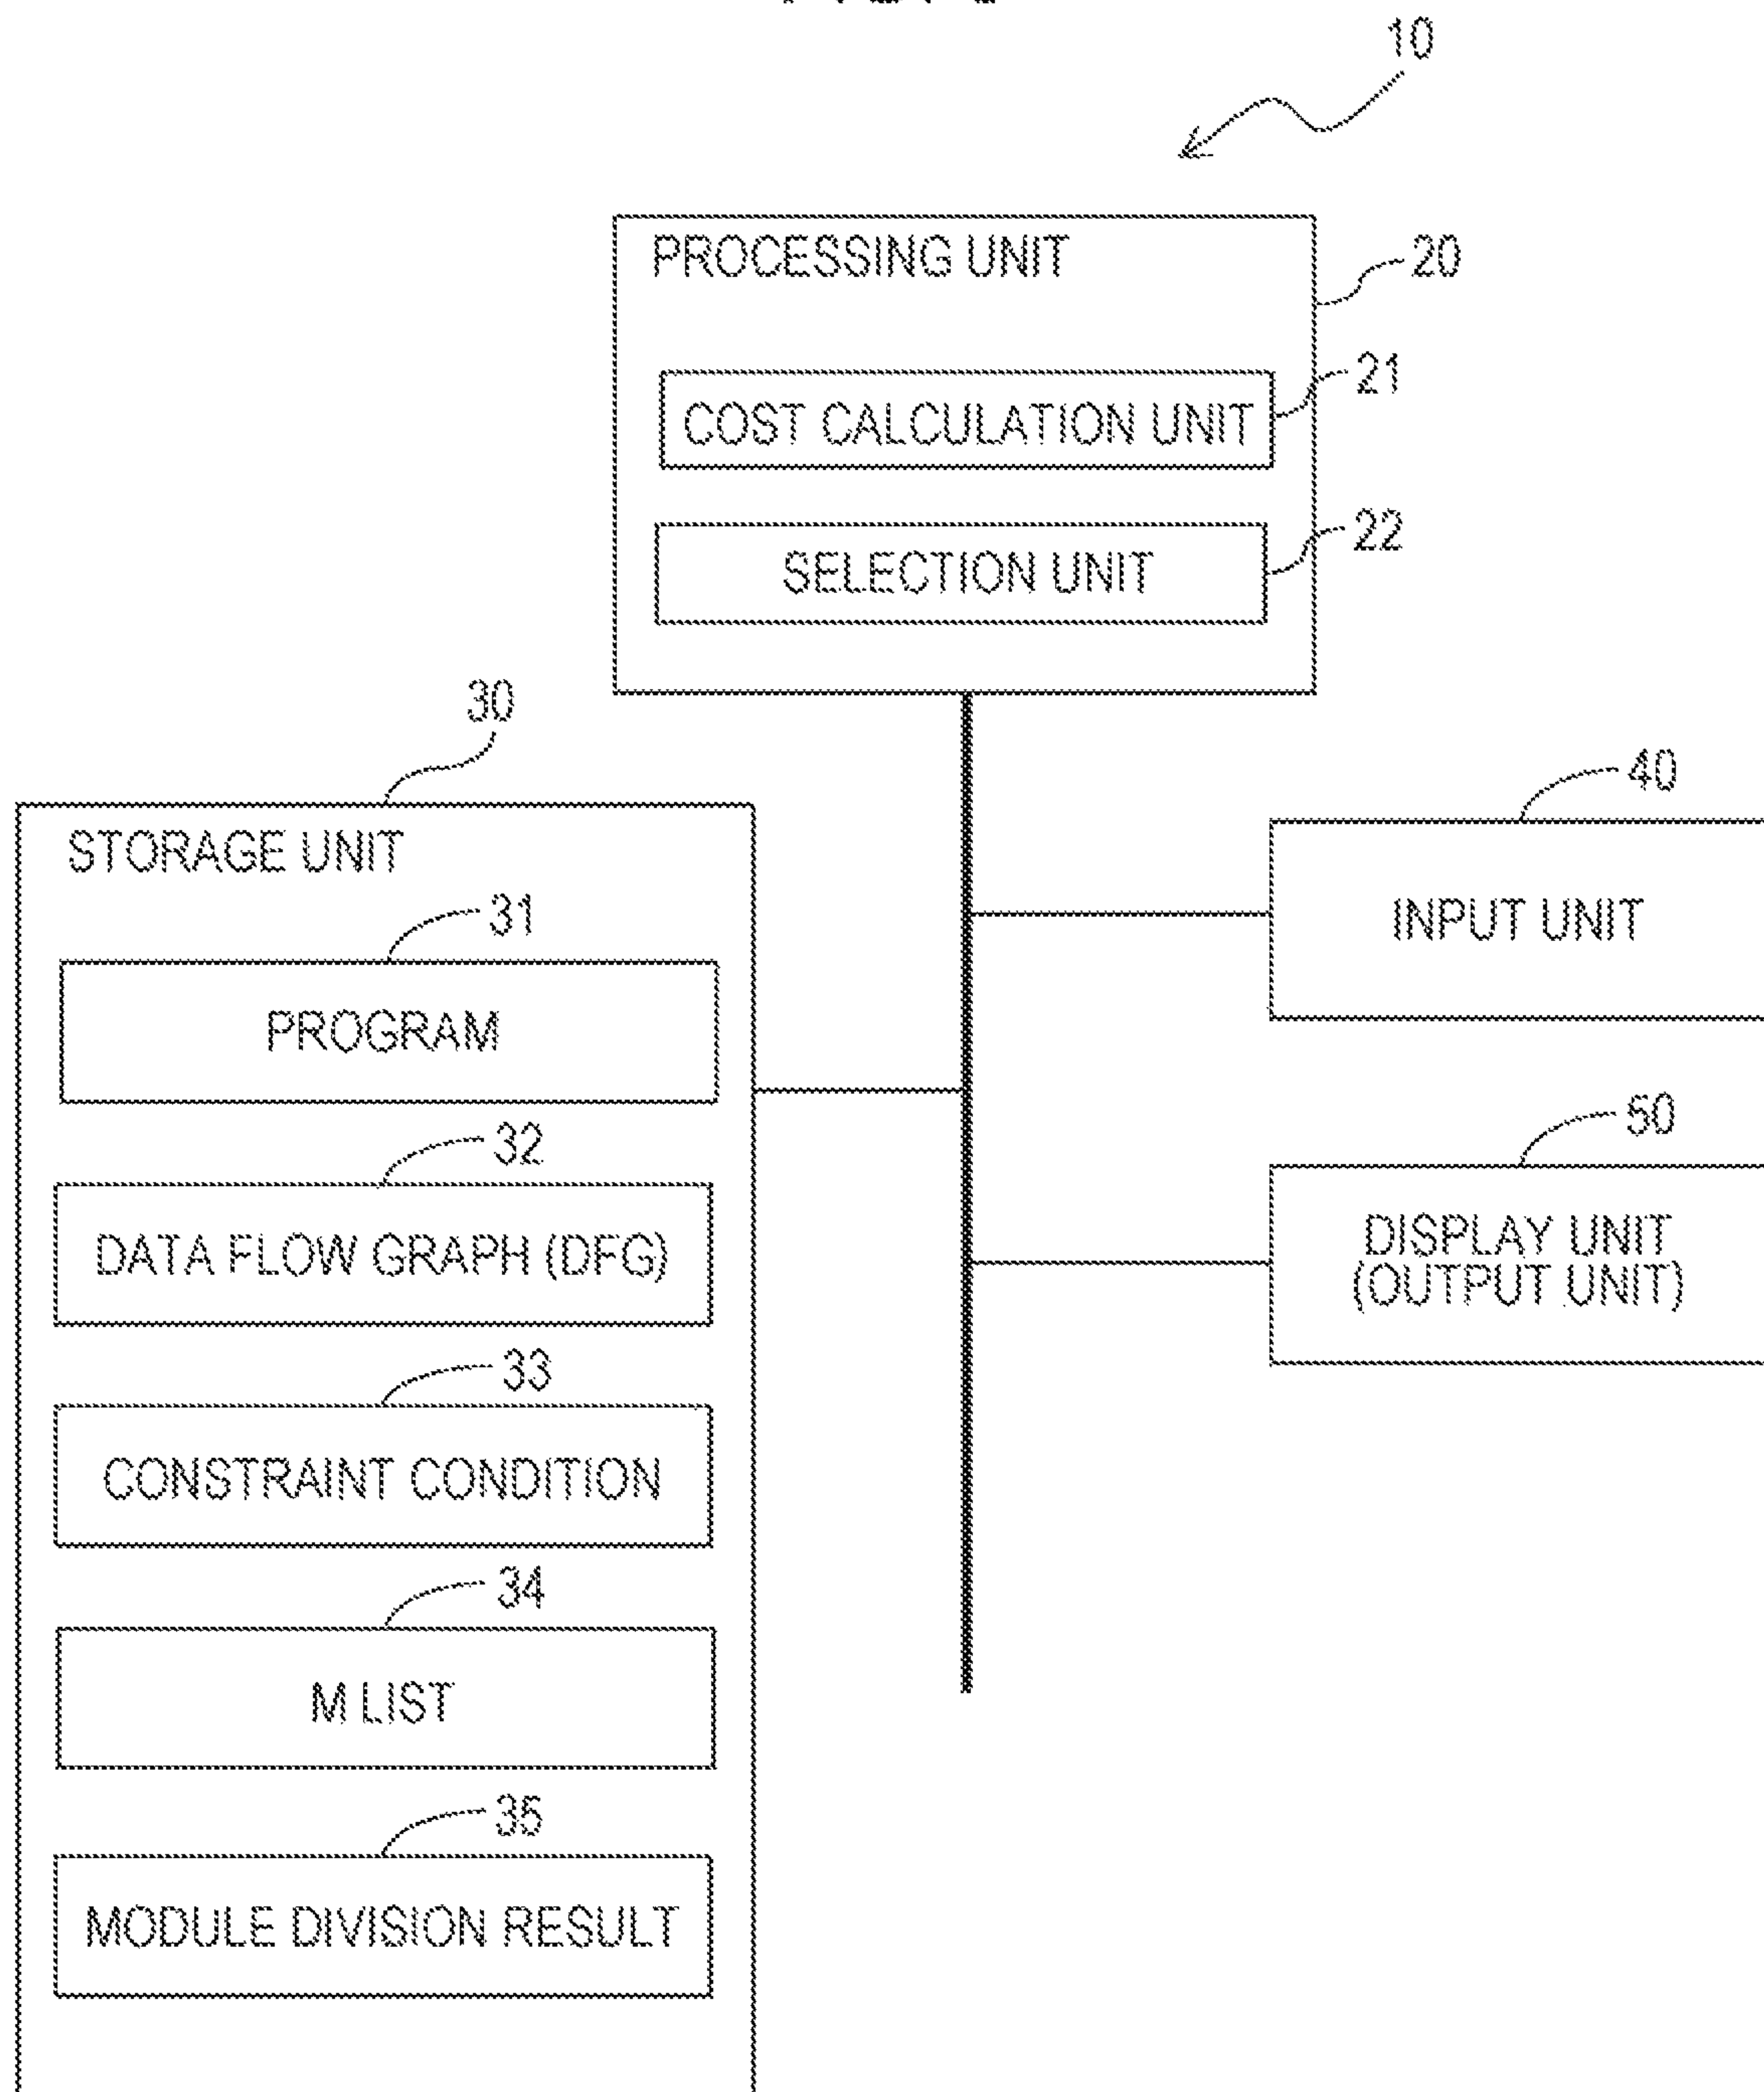 10
PROCESSING UNIT
20
COST CALCULATION UNIT
21
SELECTION UNIT
22
30
STORAGE UNIT
31
PROGRAM
32
DATA FLOW GRAPH (DFG)
33
CONSTRAINT CONDITION
34
M LIST
35
MODULE DIVISION RESULT
40
INPUT UNIT
50
DISPLAY UNIT
(OUTPUT UNIT)